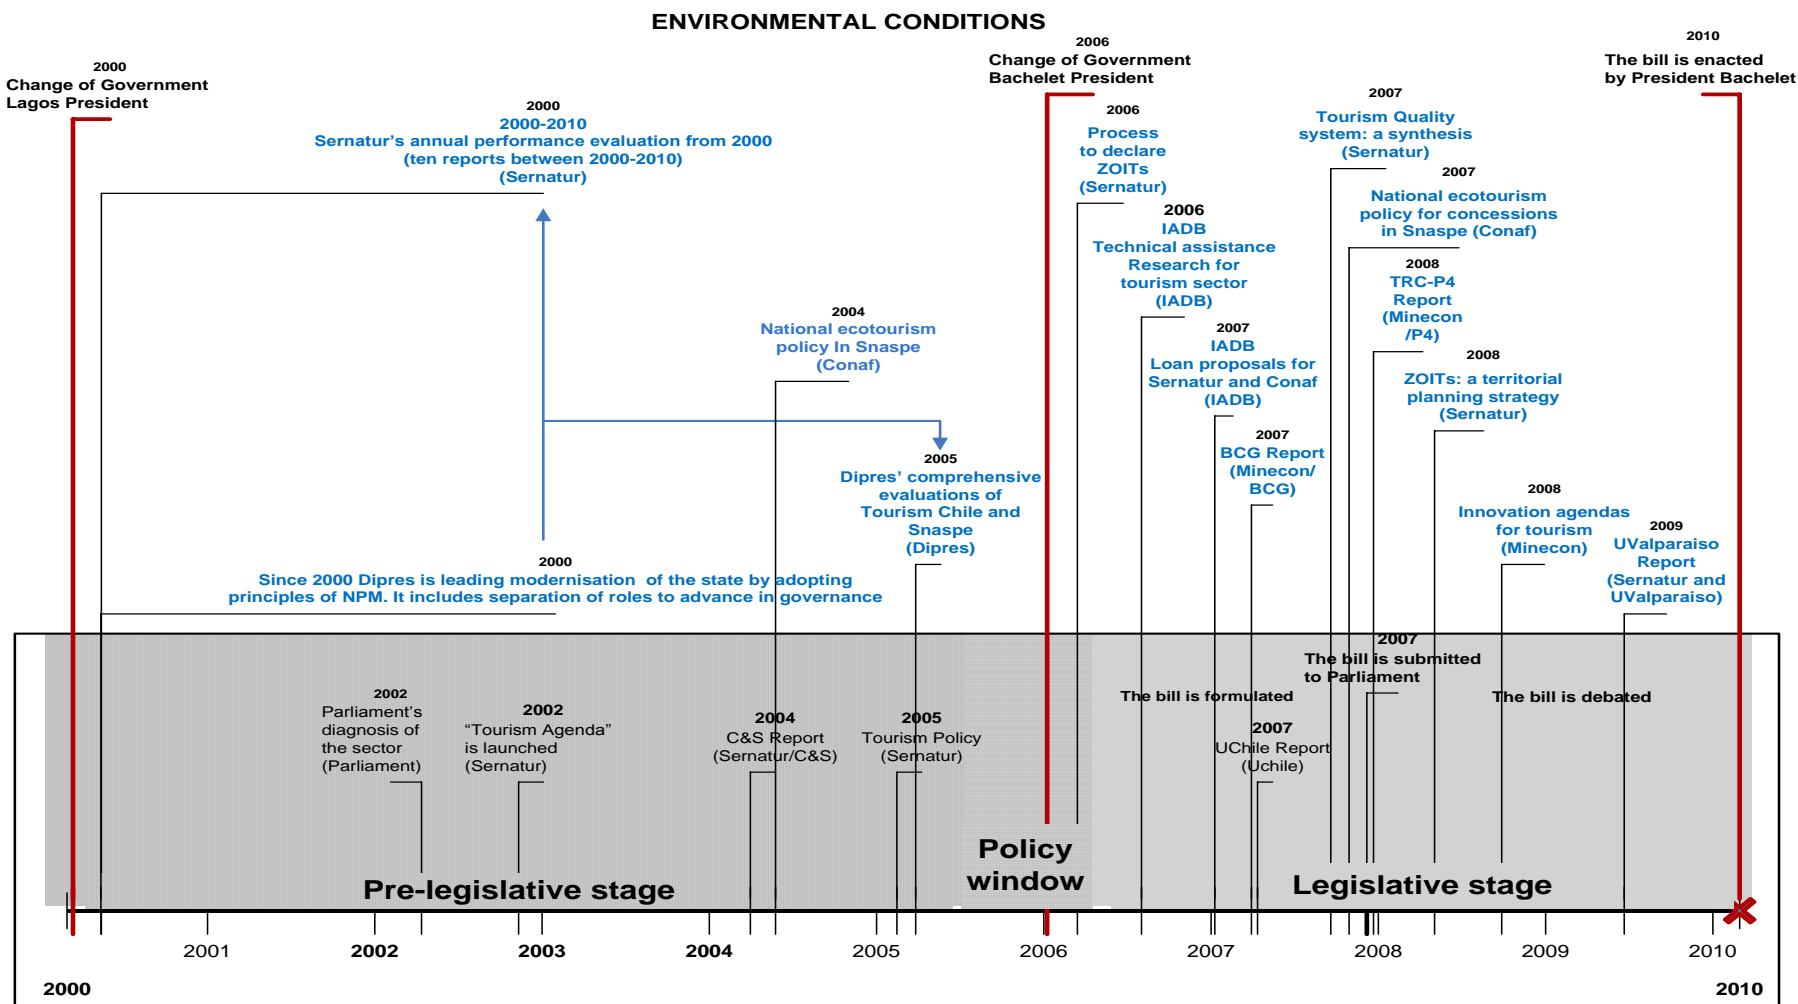 ENVIRONMENTAL CONDITIONS
2000
Change of Government
Lagos President
2000
2000-2010
Sernatur's annual performance evaluation from 2000
(ten reports between 2000-2010)
(Sernatur)
2006
Change of Government
Bachelet President
2010
The bill is enacted
by President Bachelet
2006
Process
to declare
ZOITs
(Sernatur)
2007
Tourism Quality
system: a synthesis
(Sernatur)
2007
National ecotourism
policy for concessions
in Snaspe (Conaf)
2006
IADB
Technical assistance
Research for
tourism sector
(IADB)
2008
TRC-P4
Report
(Minecon
/P4)
2004
National ecotourism
policy In Snaspe
(Conaf)
2007
IADB
Loan proposals for
Sernatur and Conaf
(IADB)
2008
ZOITs: a territorial
planning strategy
(Sernatur)
2007
BCG Report
(Minecon/
BCG)
2005
Dipres' comprehensive
evaluations of
Tourism Chile and
Snaspe
(Dipres)
2008
Innovation agendas
for tourism
(Minecon)
2009
UValparaiso
Report
(Sernatur and
UValparaiso)
2000
Since 2000 Dipres is leading modernisation of the state by adopting
principles of NPM. It includes separation of roles to advance in governance
2002
Parliament's
diagnosis of
the sector
(Parliament)
2002
“Tourism Agenda”
is launched
(Sernatur)
2004
C&S Report
(Sernatur/C&S)
2005
Tourism Policy
(Sernatur)
The bill is formulated
2007
UChile Report
(Uchile)
2007
The bill is submitted
to Parliament
The bill is debated
Pre-legislative stage
Policy
window
Legislative stage
2001
2002
2003
2004
2005
2006
2007
2008
2009
2010
2000
2010